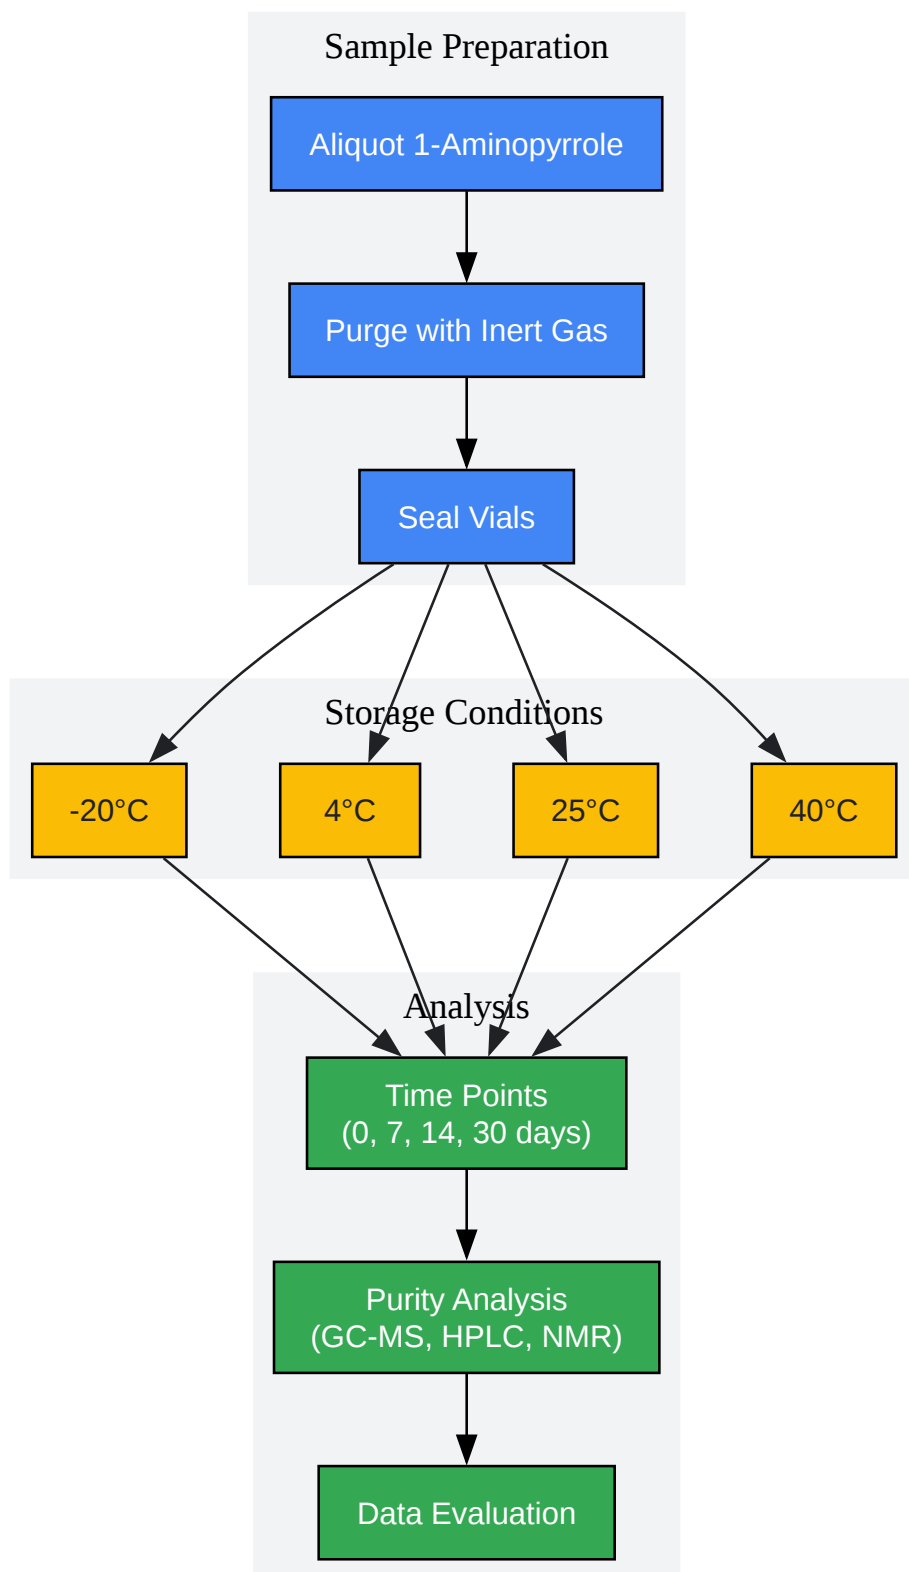 Sample Preparation
Aliquot 1-Aminopyrrole
Purge with Inert Gas
Seal Vials
Storage Conditions
-20°C
4°C
25°C
40°C
Analysis
Time Points
(0, 7, 14, 30 days)
Purity Analysis
(GC-MS, HPLC, NMR)
Data Evaluation